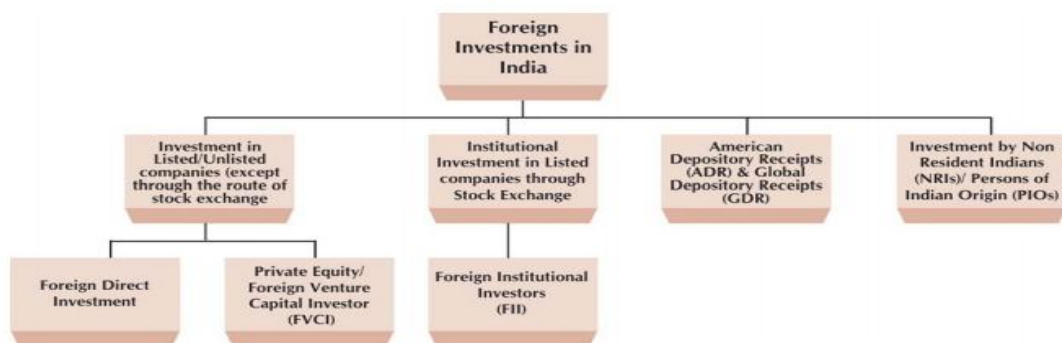 Foreign
Investments in
India
Investment in
Listed/Unlisted
companies (except
through the route of
stock exchange
Institutional
Investment in Listed
companies through
Stock Exchange
American
Depository Receipts
(ADR) & Global
Depository Receipts
(GDR)
Investment by Non
Resident Indians
(NRIs)/ Persons of
Indian Origin (PIOs)
Foreign Direct
Investment
Private Equity/
Foreign Venture
Capital Investor
(FVCI)
Foreign Institutional
Investors
(FII)